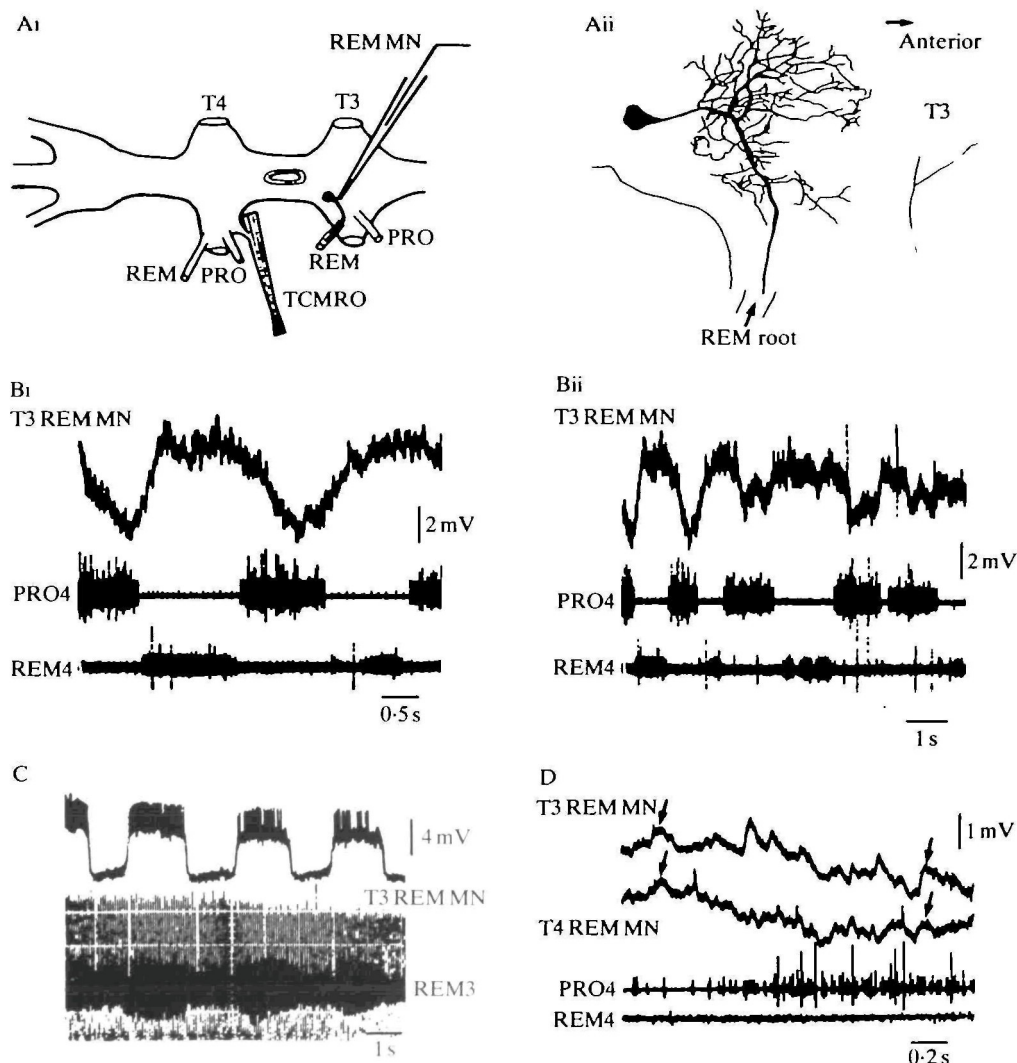 Ai
REM MN
T4
T3
REM
PRO
REM
PRO
TCMRO
Aii
Anterior
T3
REM root
Bi
T3 REM MN
2 mV
PRO4
REM4
0·5 s
Bii
T3 REM MN
2 mV
PRO4
REM4
1 s
C
4 mV
T3 REM MN
REM3
1 s
D
T3 REM MN
1 mV
T4 REM MN
PRO4
REM4
0·2 s